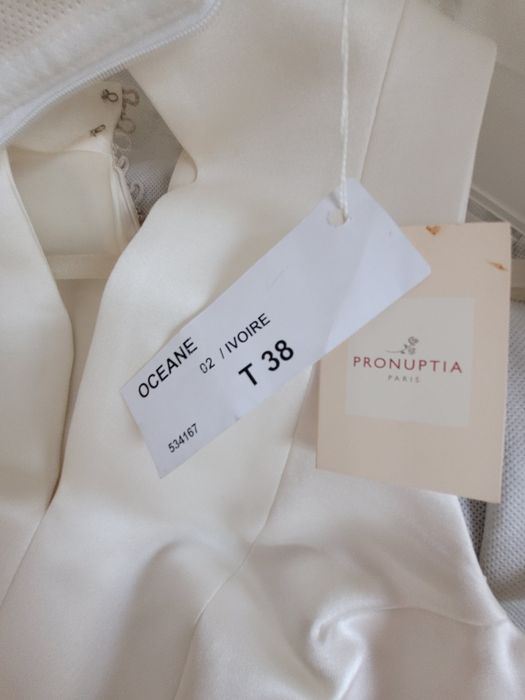 OCEANE
02 / IVOIRE
T 38
534167
PRONUPTIA
PARIS